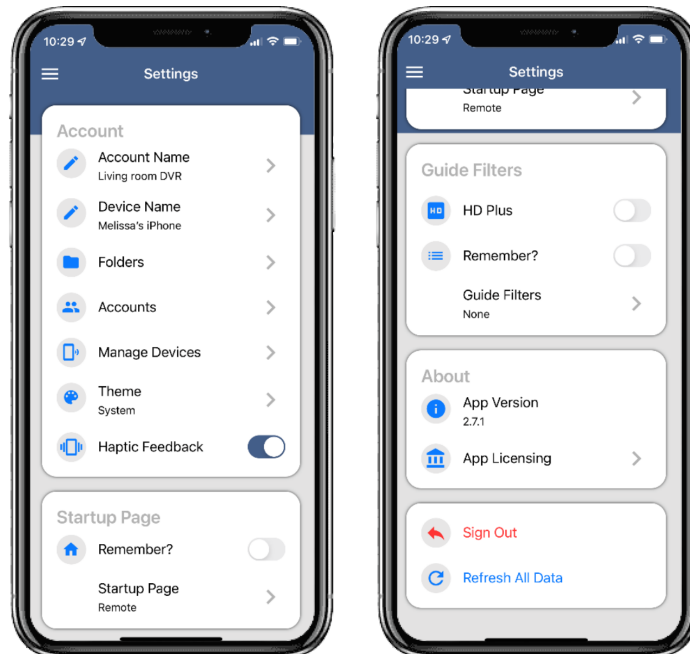 10:29
Settings
Account
Account Name
Living room DVR
Device Name
Melissa's iPhone
Folders
Accounts
Manage Devices
Theme
System
Haptic Feedback
Startup Page
Remember?
Startup Page
Remote
10:29
Settings
Startup Page
Remote
Guide Filters
HD
HD Plus
Remember?
Guide Filters
None
About
App Version
2.7.1
App Licensing
Sign Out
Refresh All Data